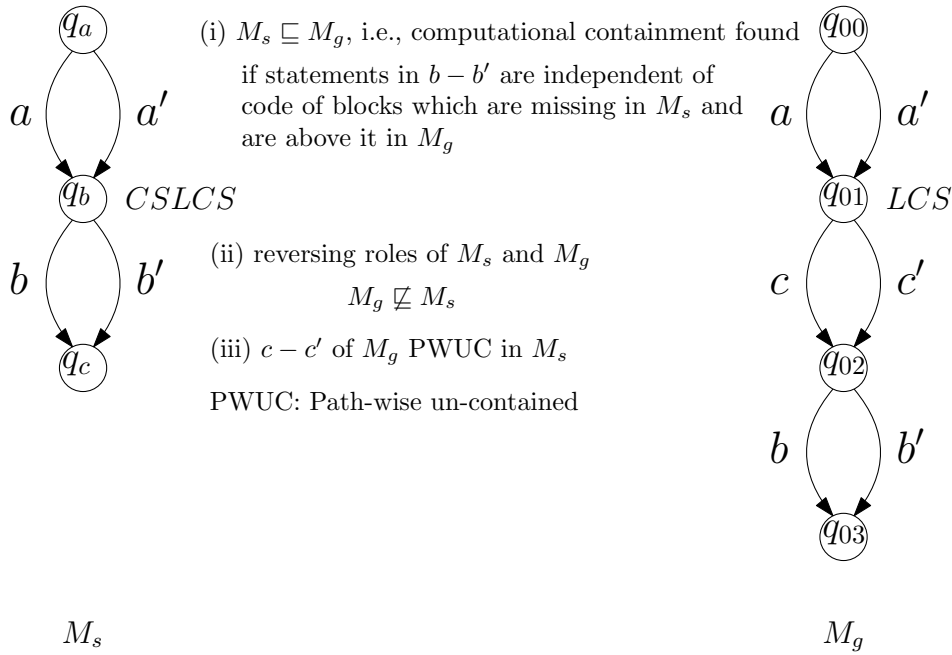 q_a
(i) M_s ⊑ M_g, i.e., computational containment found
q_00
if statements in b − b′ are independent of
a a′
code of blocks which are missing in M_s and
a a′
are above it in M_g
q_b CSLCS
q_01 LCS
(ii) reversing roles of M_s and M_g
b b′
c c′
M_g ⋢ M_s
(iii) c − c′ of M_g PWUC in M_s
q_c
q_02
PWUC: Path-wise un-contained
b b′
q_03
M_s
M_g